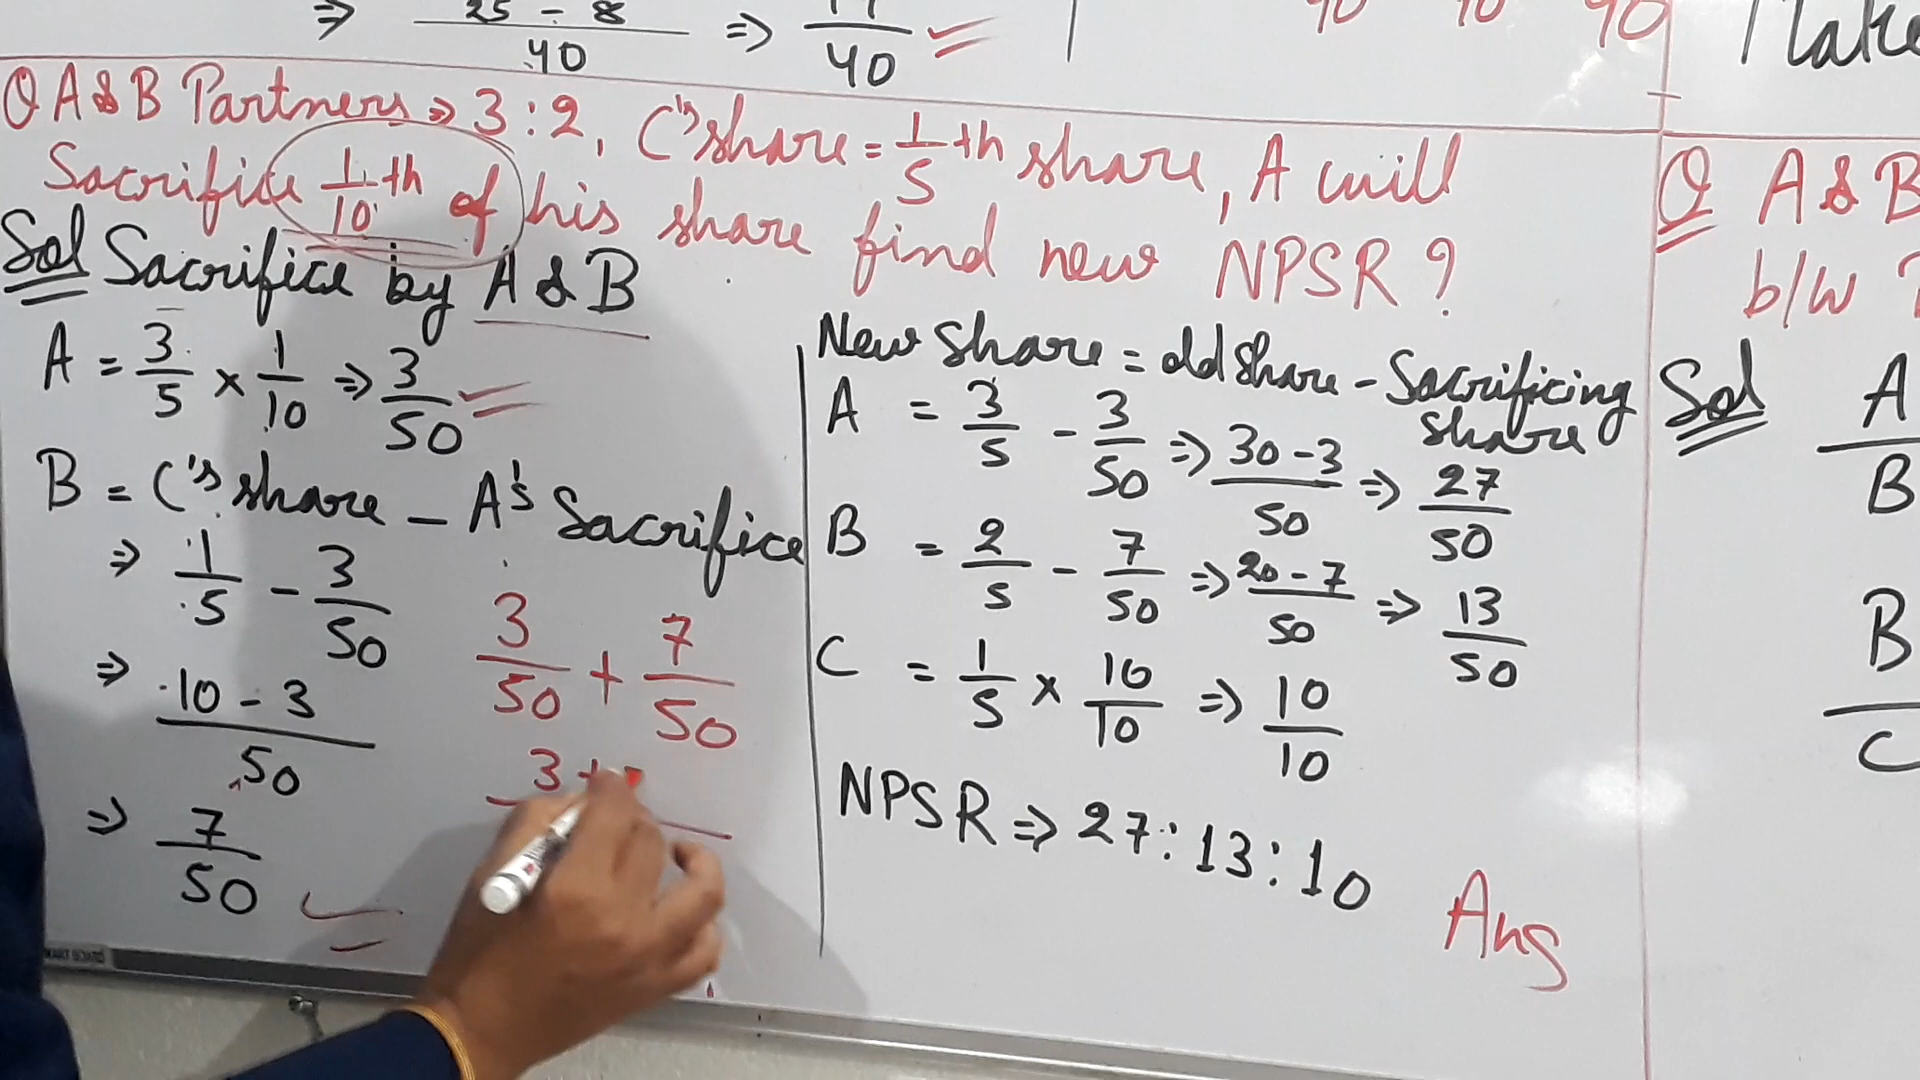 ⇒ 25 - 8 / 40 ⇒ / 40
40 40 40
Q A & B Partners ⇒ 3:2, C's share = 1/5 th share, A will
Sacrifice 1/10 th of his share find new NPSR?
Sol Sacrifice by A & B
A = 3/5 × 1/10 ⇒ 3/50
B = C's share - A's Sacrifice
⇒ 1/5 - 3/50
⇒ 10 - 3 / 50
⇒ 7/50
3/50 + 7/50
3 +
New Share = old share - Sacrificing
Share
A = 3/5 - 3/50 ⇒ 30 - 3 / 50 ⇒ 27/50
B = 2/5 - 7/50 ⇒ 20 - 7 / 50 ⇒ 13/50
C = 1/5 × 10/10 ⇒ 10/10
NPSR ⇒ 27:13:10
Ans
Q A & B
b/w
Sol A
B
B
C